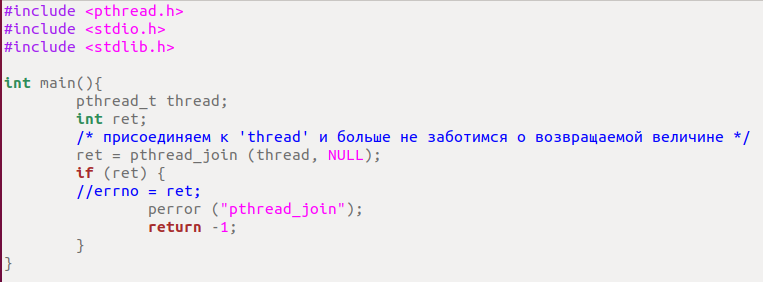 #include <pthread.h>
#include <stdio.h>
#include <stdlib.h>

int main(){
        pthread_t thread;
        int ret;
        /* присоединяем к 'thread' и больше не заботимся о возвращаемой величине */
        ret = pthread_join (thread, NULL);
        if (ret) {
        //errno = ret;
                perror ("pthread_join");
                return -1;
        }
}